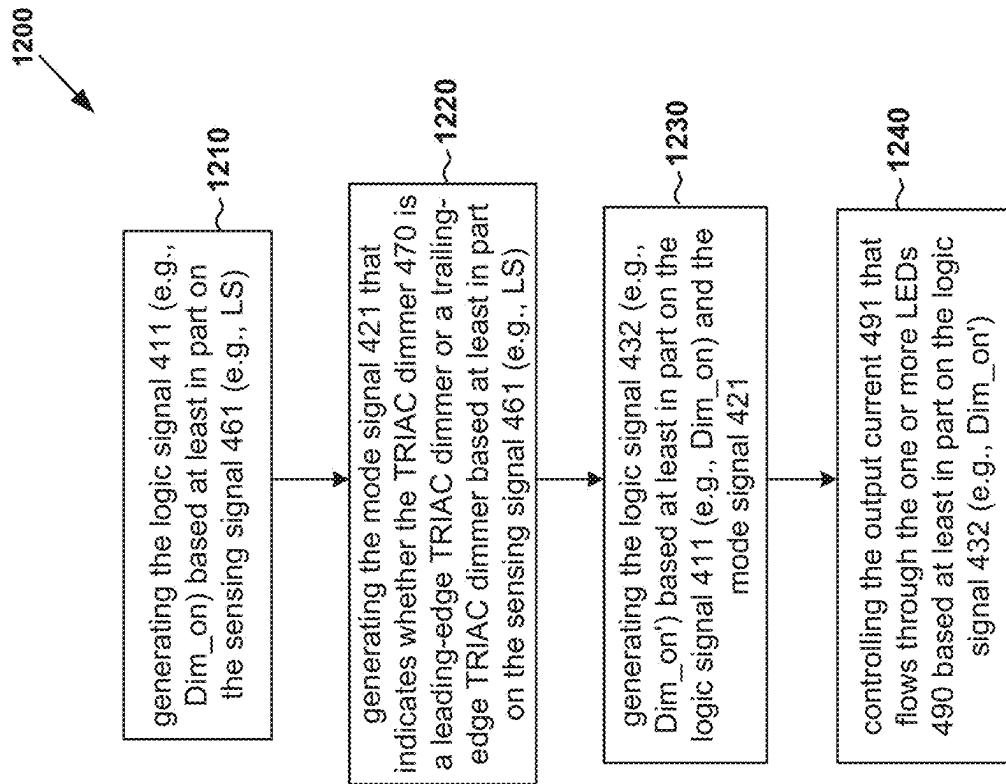 1200
generating the logic signal 411 (e.g.,
Dim_on) based at least in part on
the sensing signal 461 (e.g., LS)
1210
generating the mode signal 421 that
indicates whether the TRIAC dimmer 470 is
a leading-edge TRIAC dimmer or a trailing-
edge TRIAC dimmer based at least in part
on the sensing signal 461 (e.g., LS)
1220
generating the logic signal 432 (e.g.,
Dim_on') based at least in part on the
logic signal 411 (e.g., Dim_on) and the
mode signal 421
1230
controlling the output current 491 that
flows through the one or more LEDs
490 based at least in part on the logic
signal 432 (e.g., Dim_on')
1240